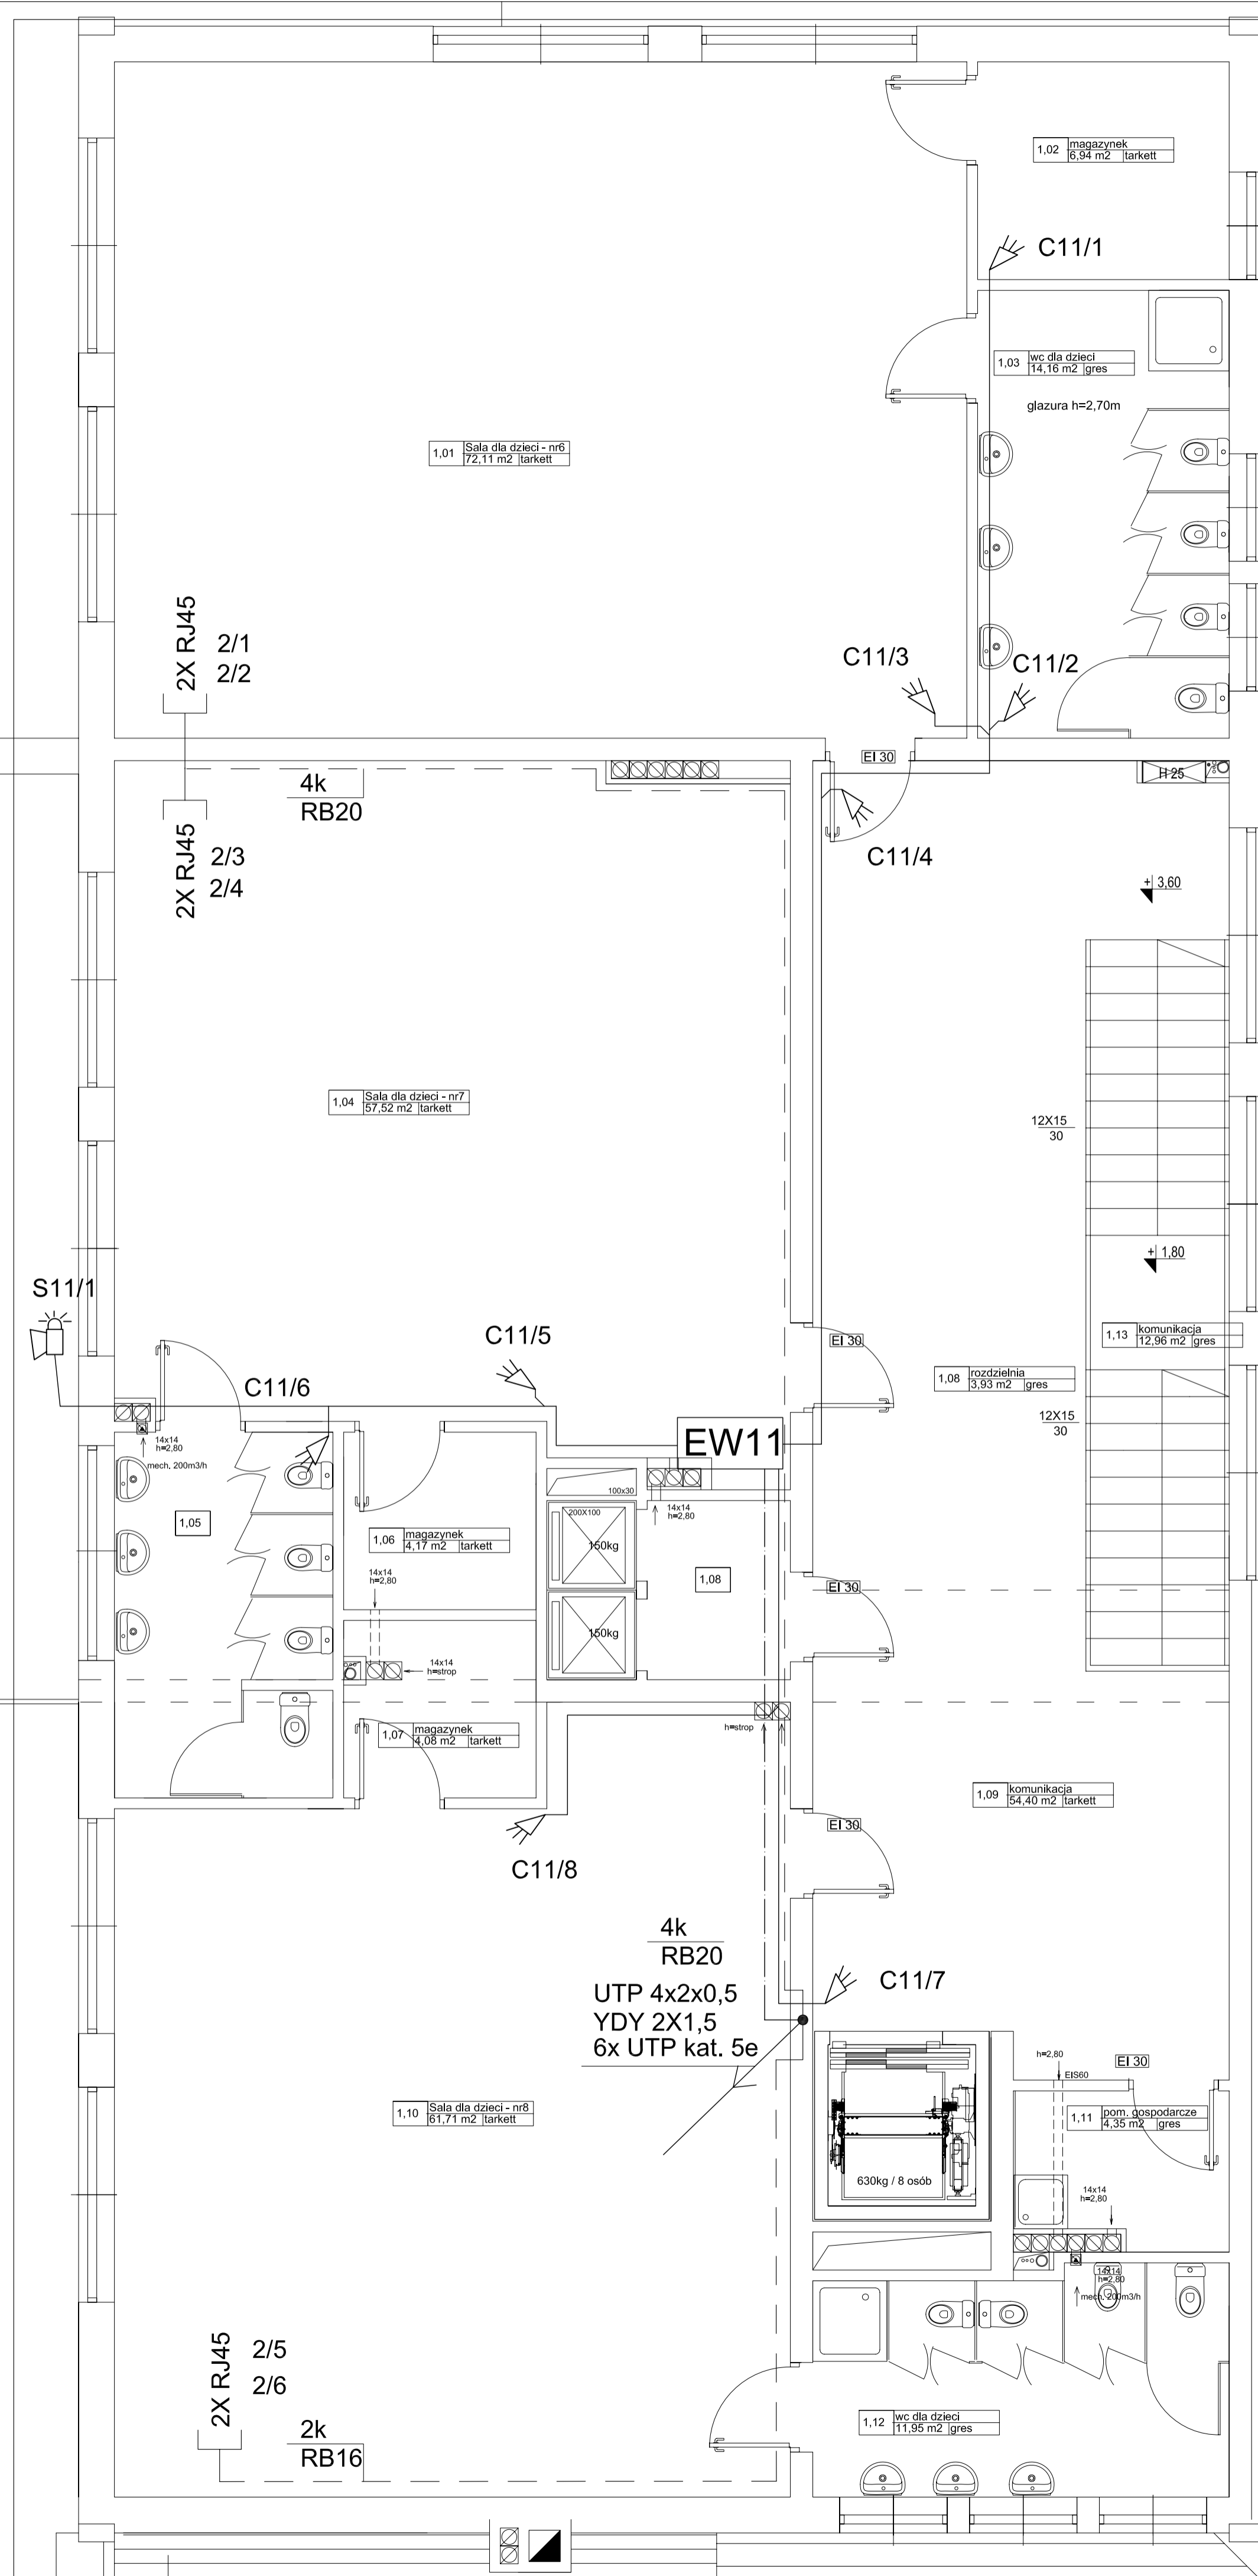 1,02
magazynek
6,94 m2
tarkett
C11/1
1,03
wc dla dzieci
14,16 m2
gres
glazura h=2,70m
1,01
Sala dla dzieci - nr6
72,11 m2
tarkett
2X RJ45
2/1
2/2
C11/3
C11/2
EI 30
4k
RB20
H 25
2X RJ45
2/3
2/4
C11/4
+ 3,60
1,04
Sala dla dzieci - nr7
57,52 m2
tarkett
12X15
30
+ 1,80
S11/1
C11/5
EI 30
1,13
komunikacja
12,96 m2
gres
C11/6
1,08
rozdzielnia
3,93 m2
gres
12X15
30
EW11
14x14
h=2,80
mech. 200m3/h
100x30
200X100
14x14
h=2,80
1,05
1,06
magazynek
4,17 m2
tarkett
150kg
14x14
h=2,80
1,08
EI 30
150kg
14x14
h=strop
1,07
magazynek
4,08 m2
tarkett
h=strop
1,09
komunikacja
54,40 m2
tarkett
EI 30
C11/8
4k
RB20
C11/7
UTP 4x2x0,5
YDY 2X1,5
6x UTP kat. 5e
h=2,80
EI 30
EIS60
1,10
Sala dla dzieci - nr8
61,71 m2
tarkett
1,11
pom. gospodarcze
4,35 m2
gres
630kg / 8 osób
14x14
h=2,80
14x14
h=2,80
mech. 200m3/h
2X RJ45
2/5
2/6
1,12
wc dla dzieci
11,95 m2
gres
2k
RB16